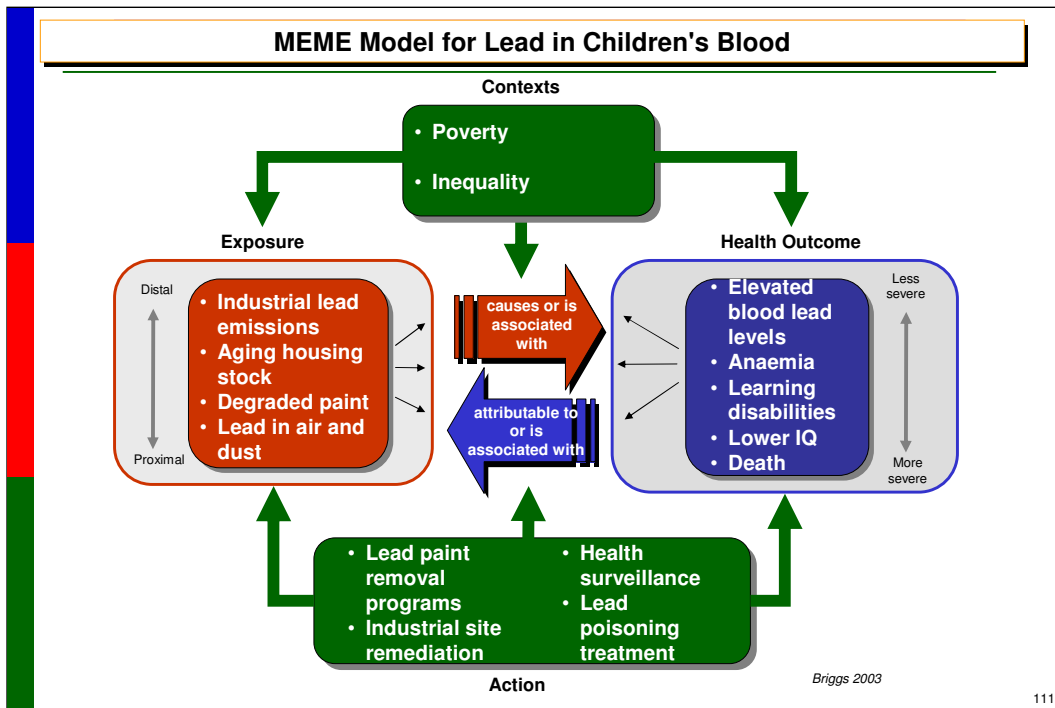 MEME Model for Lead in Children's Blood
Contexts
• Poverty
• Inequality
Exposure
Health Outcome
Distal
Proximal
• Industrial lead
emissions
• Aging housing
stock
• Degraded paint
• Lead in air and
dust
causes or is
associated
with
attributable to
or is
associated with
• Elevated
blood lead
levels
• Anaemia
• Learning
disabilities
• Lower IQ
• Death
Less
severe
More
severe
• Lead paint
removal
programs
• Industrial site
remediation
• Health
surveillance
• Lead
poisoning
treatment
Action
Briggs 2003
111